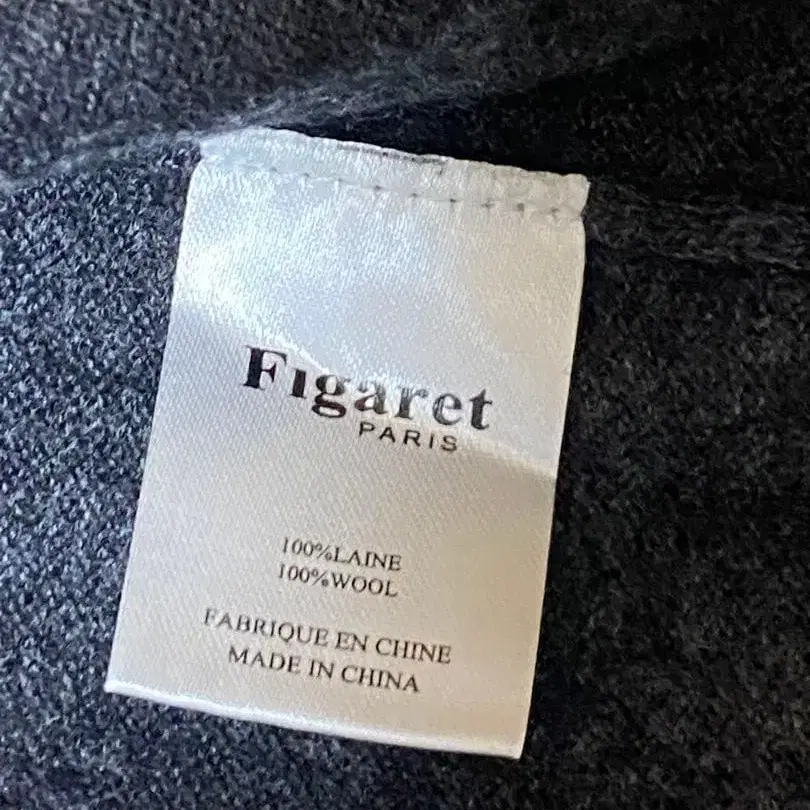 Figaret
PARIS
100%LAINE
100%WOOL
FABRIQUE EN CHINE
MADE IN CHINA